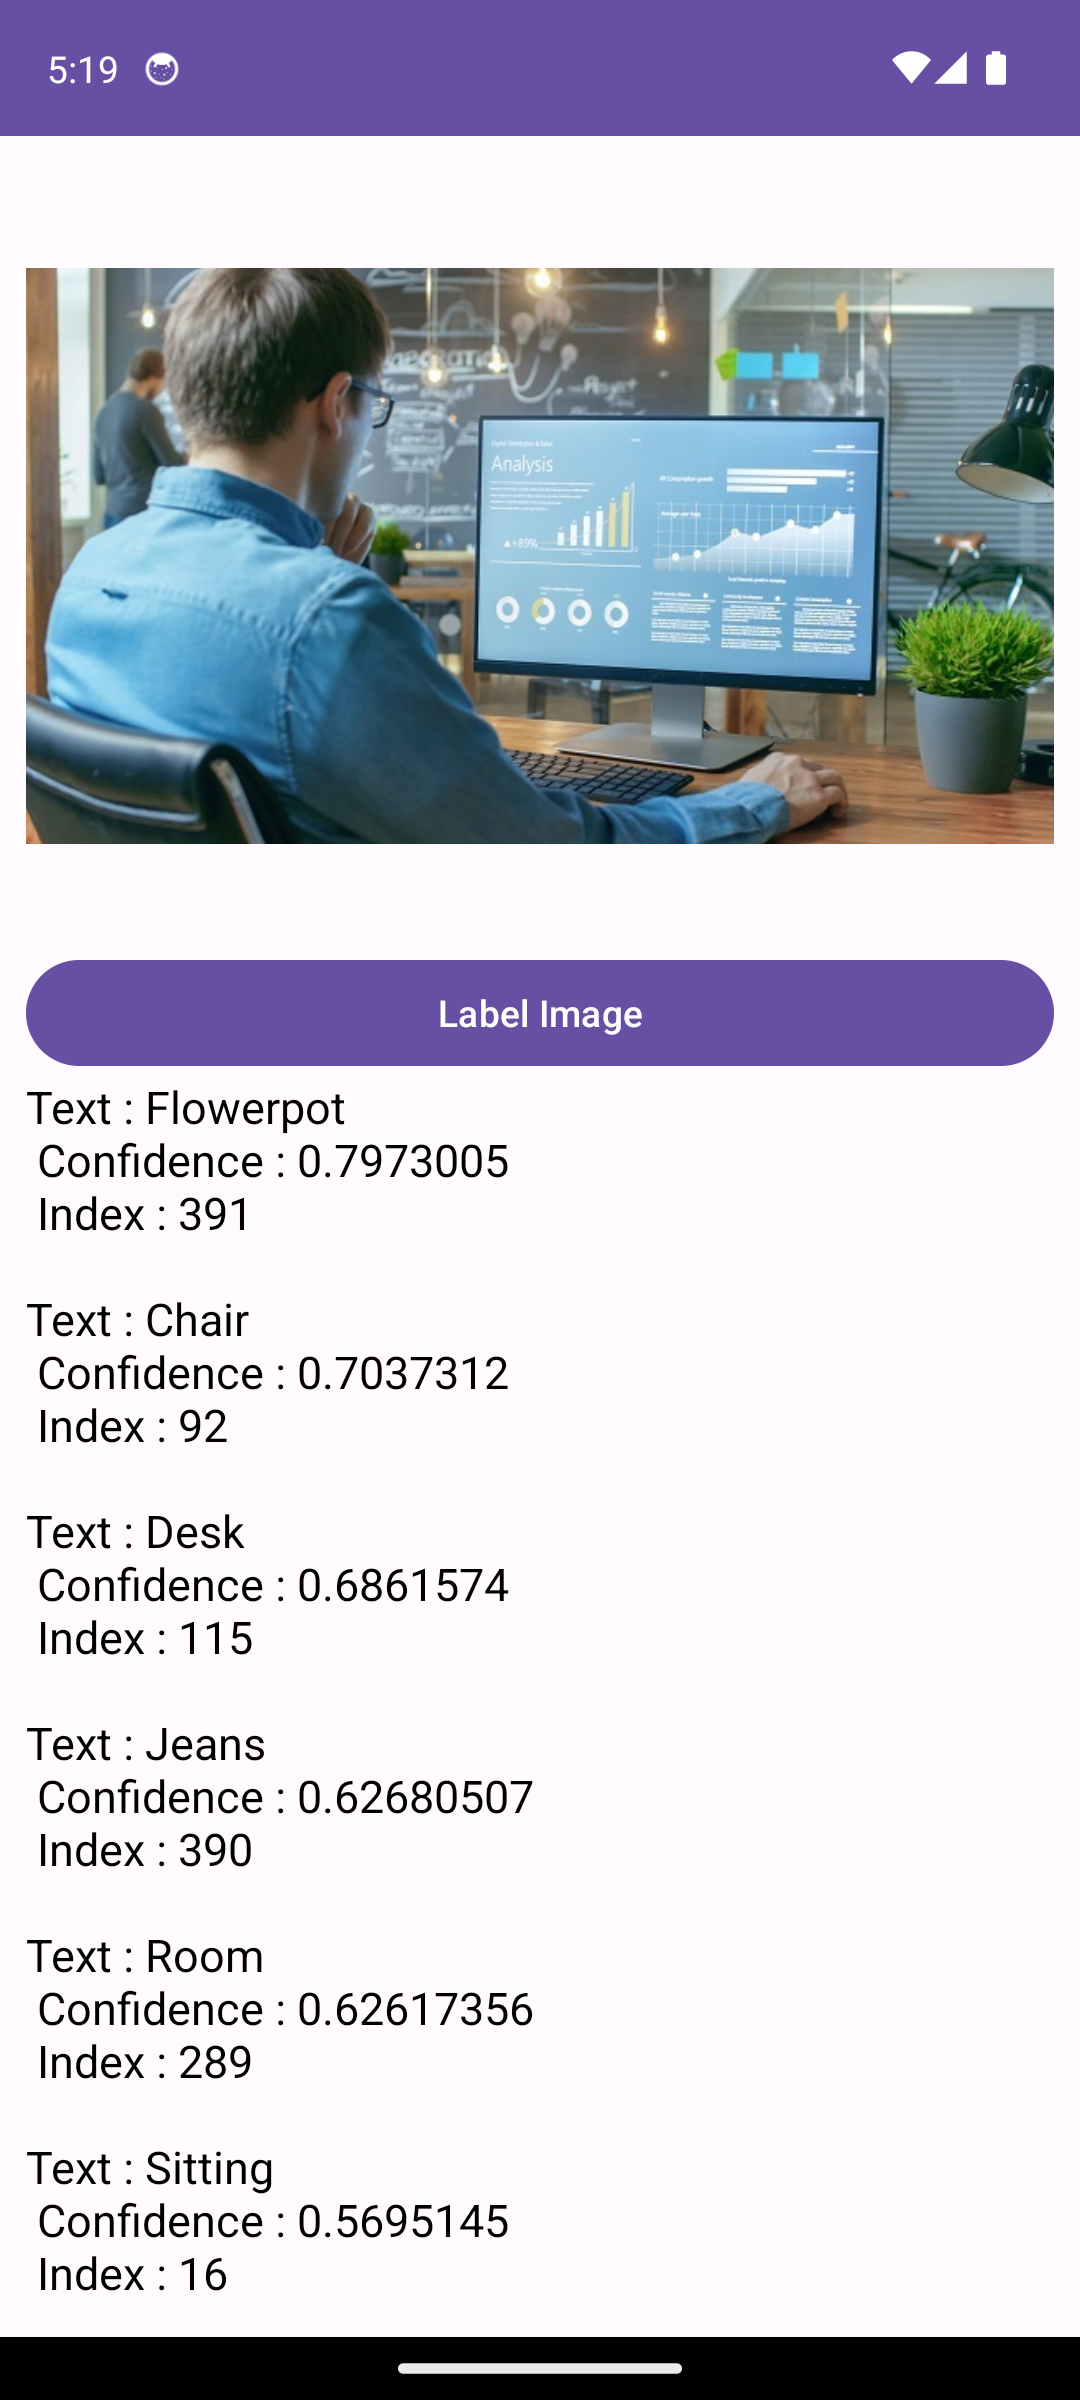 5:19
Analysis
+89%
Label Image
Text : Flowerpot
Confidence : 0.7973005
Index : 391
Text : Chair
Confidence : 0.7037312
Index : 92
Text : Desk
Confidence : 0.6861574
Index : 115
Text : Jeans
Confidence : 0.62680507
Index : 390
Text : Room
Confidence : 0.62617356
Index : 289
Text : Sitting
Confidence : 0.5695145
Index : 16